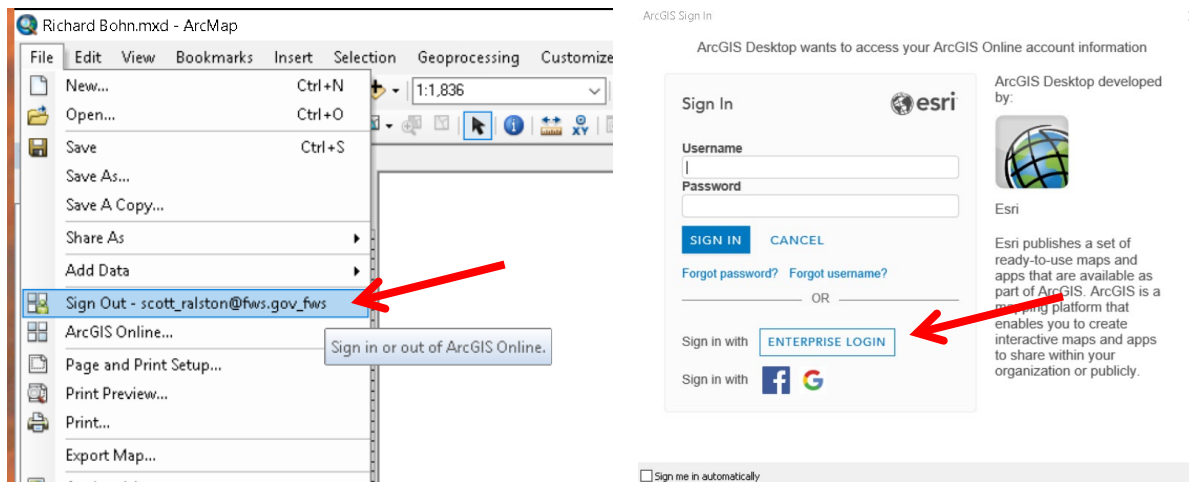 Richard Bohn.mxd - ArcMap
File Edit View Bookmarks Insert Selection Geoprocessing Customize
New... Ctrl+N
1:1,836
Open... Ctrl+O
XY
Save Ctrl+S
Save As...
Save A Copy...
Share As
Add Data
Sign Out - scott_ralston@fws.gov_fws
ArcGIS Online...
Sign in or out of ArcGIS Online.
Page and Print Setup...
Print Preview...
Print...
Export Map...
ArcGIS Sign In
ArcGIS Desktop wants to access your ArcGIS Online account information
Sign In
esri
Username
Password
SIGN IN CANCEL
Forgot password? Forgot username?
OR
Sign in with ENTERPRISE LOGIN
Sign in with
ArcGIS Desktop developed
by:
Esri
Esri publishes a set of
ready-to-use maps and
apps that are available as
part of ArcGIS. ArcGIS is a
mapping platform that
enables you to create
interactive maps and apps
to share within your
organization or publicly.
Sign me in automatically